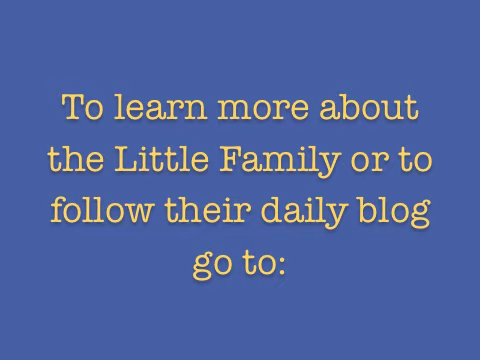 To learn more about
the Little Family or to
follow their daily blog
go to: